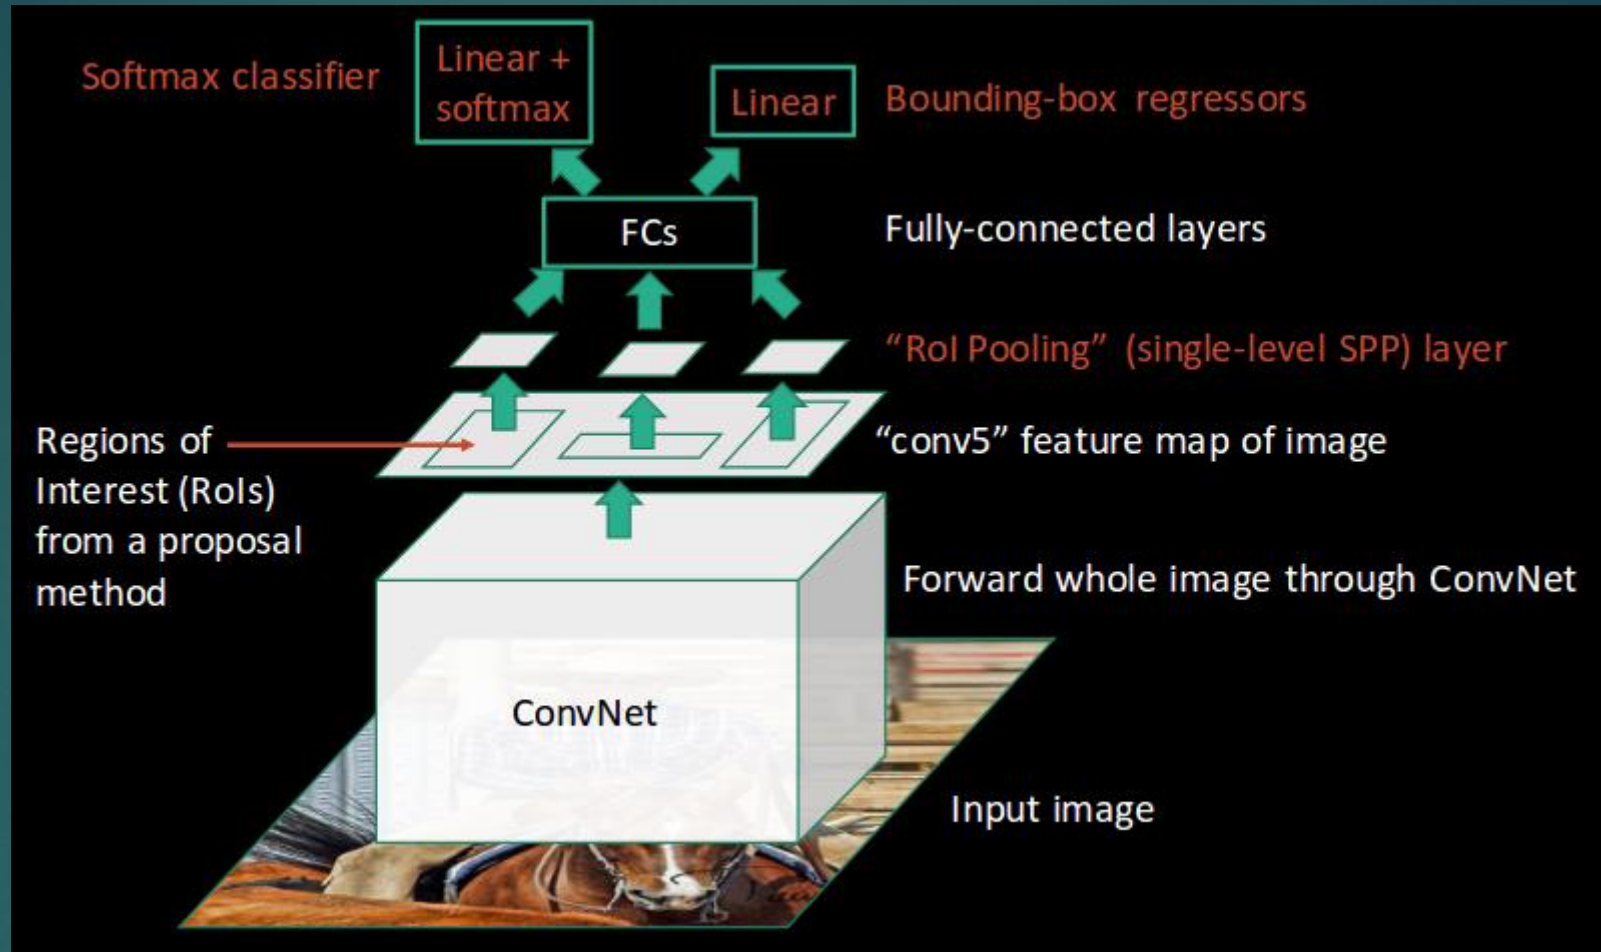 Softmax classifier
Linear +
softmax
Linear
Bounding-box regressors
FCs
Fully-connected layers
“RoI Pooling” (single-level SPP) layer
Regions of
Interest (RoIs)
from a proposal
method
“conv5” feature map of image
Forward whole image through ConvNet
ConvNet
Input image